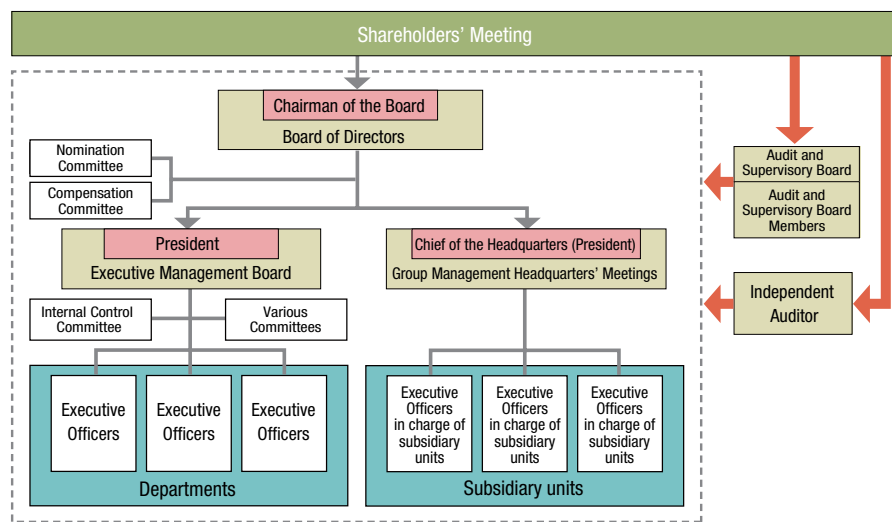 Shareholders' Meeting
Chairman of the Board
Board of Directors
Nomination
Committee
Compensation
Committee
Audit and
Supervisory Board
Audit and
Supervisory Board
Members
President
Executive Management Board
Chief of the Headquarters (President)
Group Management Headquarters' Meetings
Independent
Auditor
Internal Control
Committee
Various
Committees
Executive
Officers
Executive
Officers
Executive
Officers
Departments
Executive
Officers
in charge of
subsidiary
units
Executive
Officers
in charge of
subsidiary
units
Executive
Officers
in charge of
subsidiary
units
Subsidiary units